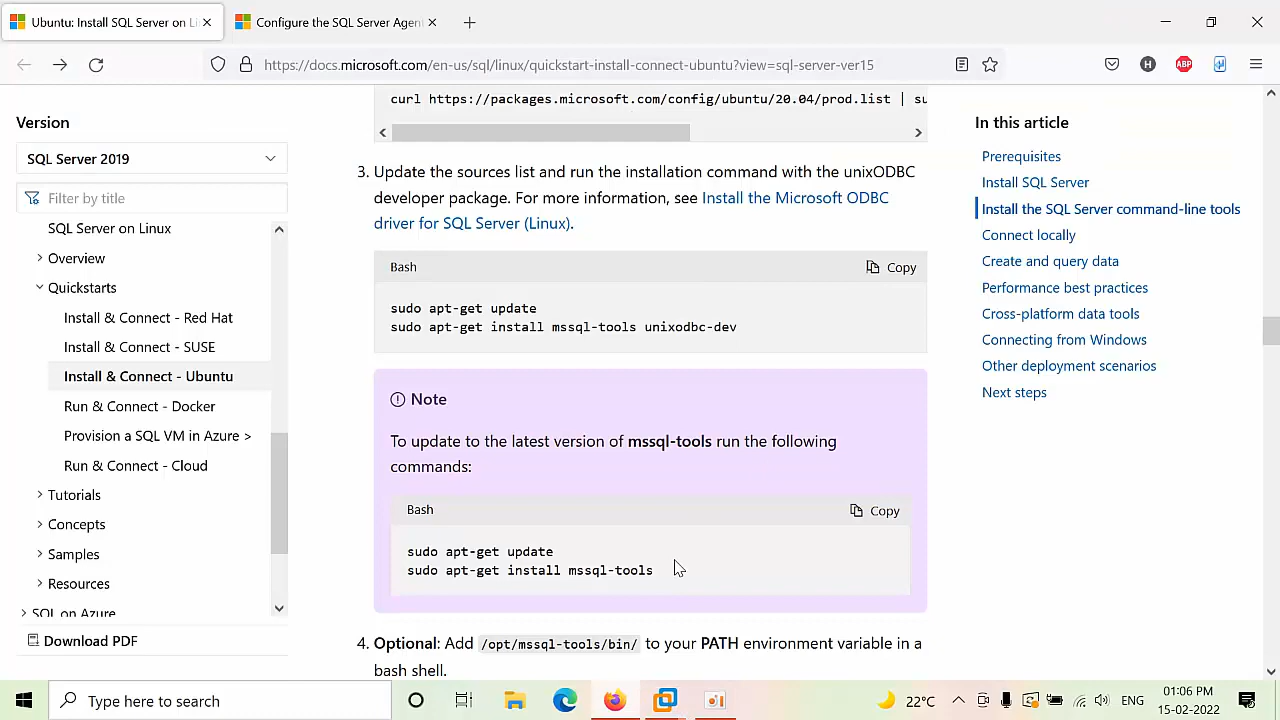 Ubuntu: Install SQL Server on Li
Configure the SQL Server Agent
https://docs.microsoft.com/en-us/sql/linux/quickstart-install-connect-ubuntu?view=sql-server-ver15
H
ABP
Version
SQL Server 2019
Filter by title
SQL Server on Linux
Overview
Quickstarts
Install & Connect - Red Hat
Install & Connect - SUSE
Install & Connect - Ubuntu
Run & Connect - Docker
Provision a SQL VM in Azure >
Run & Connect - Cloud
Tutorials
Concepts
Samples
Resources
SQL on Azure
Download PDF
curl https://packages.microsoft.com/config/ubuntu/20.04/prod.list | su
3. Update the sources list and run the installation command with the unixODBC
developer package. For more information, see Install the Microsoft ODBC
driver for SQL Server (Linux).
Bash
Copy
sudo apt-get update
sudo apt-get install mssql-tools unixodbc-dev
Note
To update to the latest version of mssql-tools run the following
commands:
Bash
Copy
sudo apt-get update
sudo apt-get install mssql-tools
4. Optional: Add /opt/mssql-tools/bin/ to your PATH environment variable in a
bash shell.
In this article
Prerequisites
Install SQL Server
Install the SQL Server command-line tools
Connect locally
Create and query data
Performance best practices
Cross-platform data tools
Connecting from Windows
Other deployment scenarios
Next steps
Type here to search
22°C
ENG
01:06 PM
15-02-2022